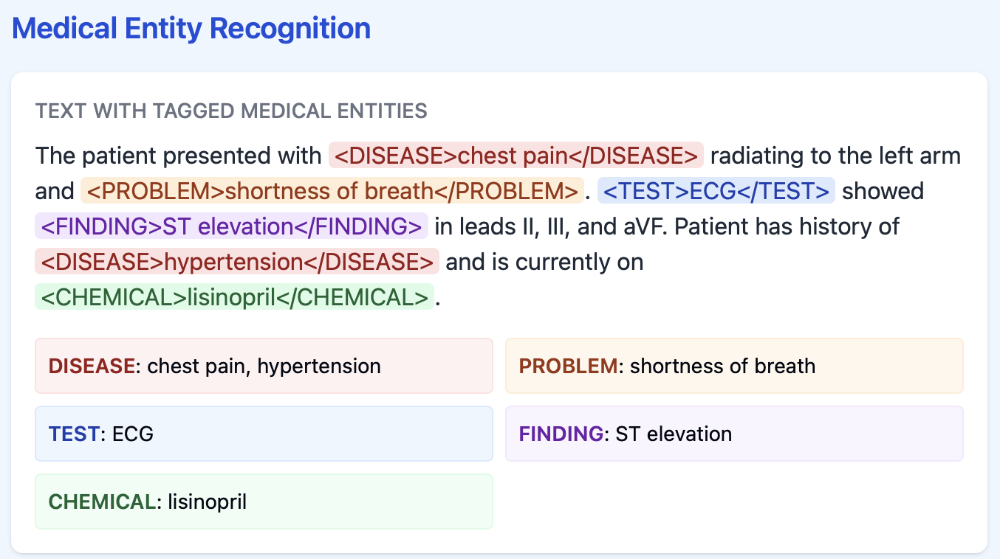 Medical Entity Recognition
TEXT WITH TAGGED MEDICAL ENTITIES
The patient presented with <DISEASE>chest pain</DISEASE> radiating to the left arm
and <PROBLEM>shortness of breath</PROBLEM>. <TEST>ECG</TEST> showed
<FINDING>ST elevation</FINDING> in leads II, III, and aVF. Patient has history of
<DISEASE>hypertension</DISEASE> and is currently on
<CHEMICAL>lisinopril</CHEMICAL>.
DISEASE: chest pain, hypertension
PROBLEM: shortness of breath
TEST: ECG
FINDING: ST elevation
CHEMICAL: lisinopril